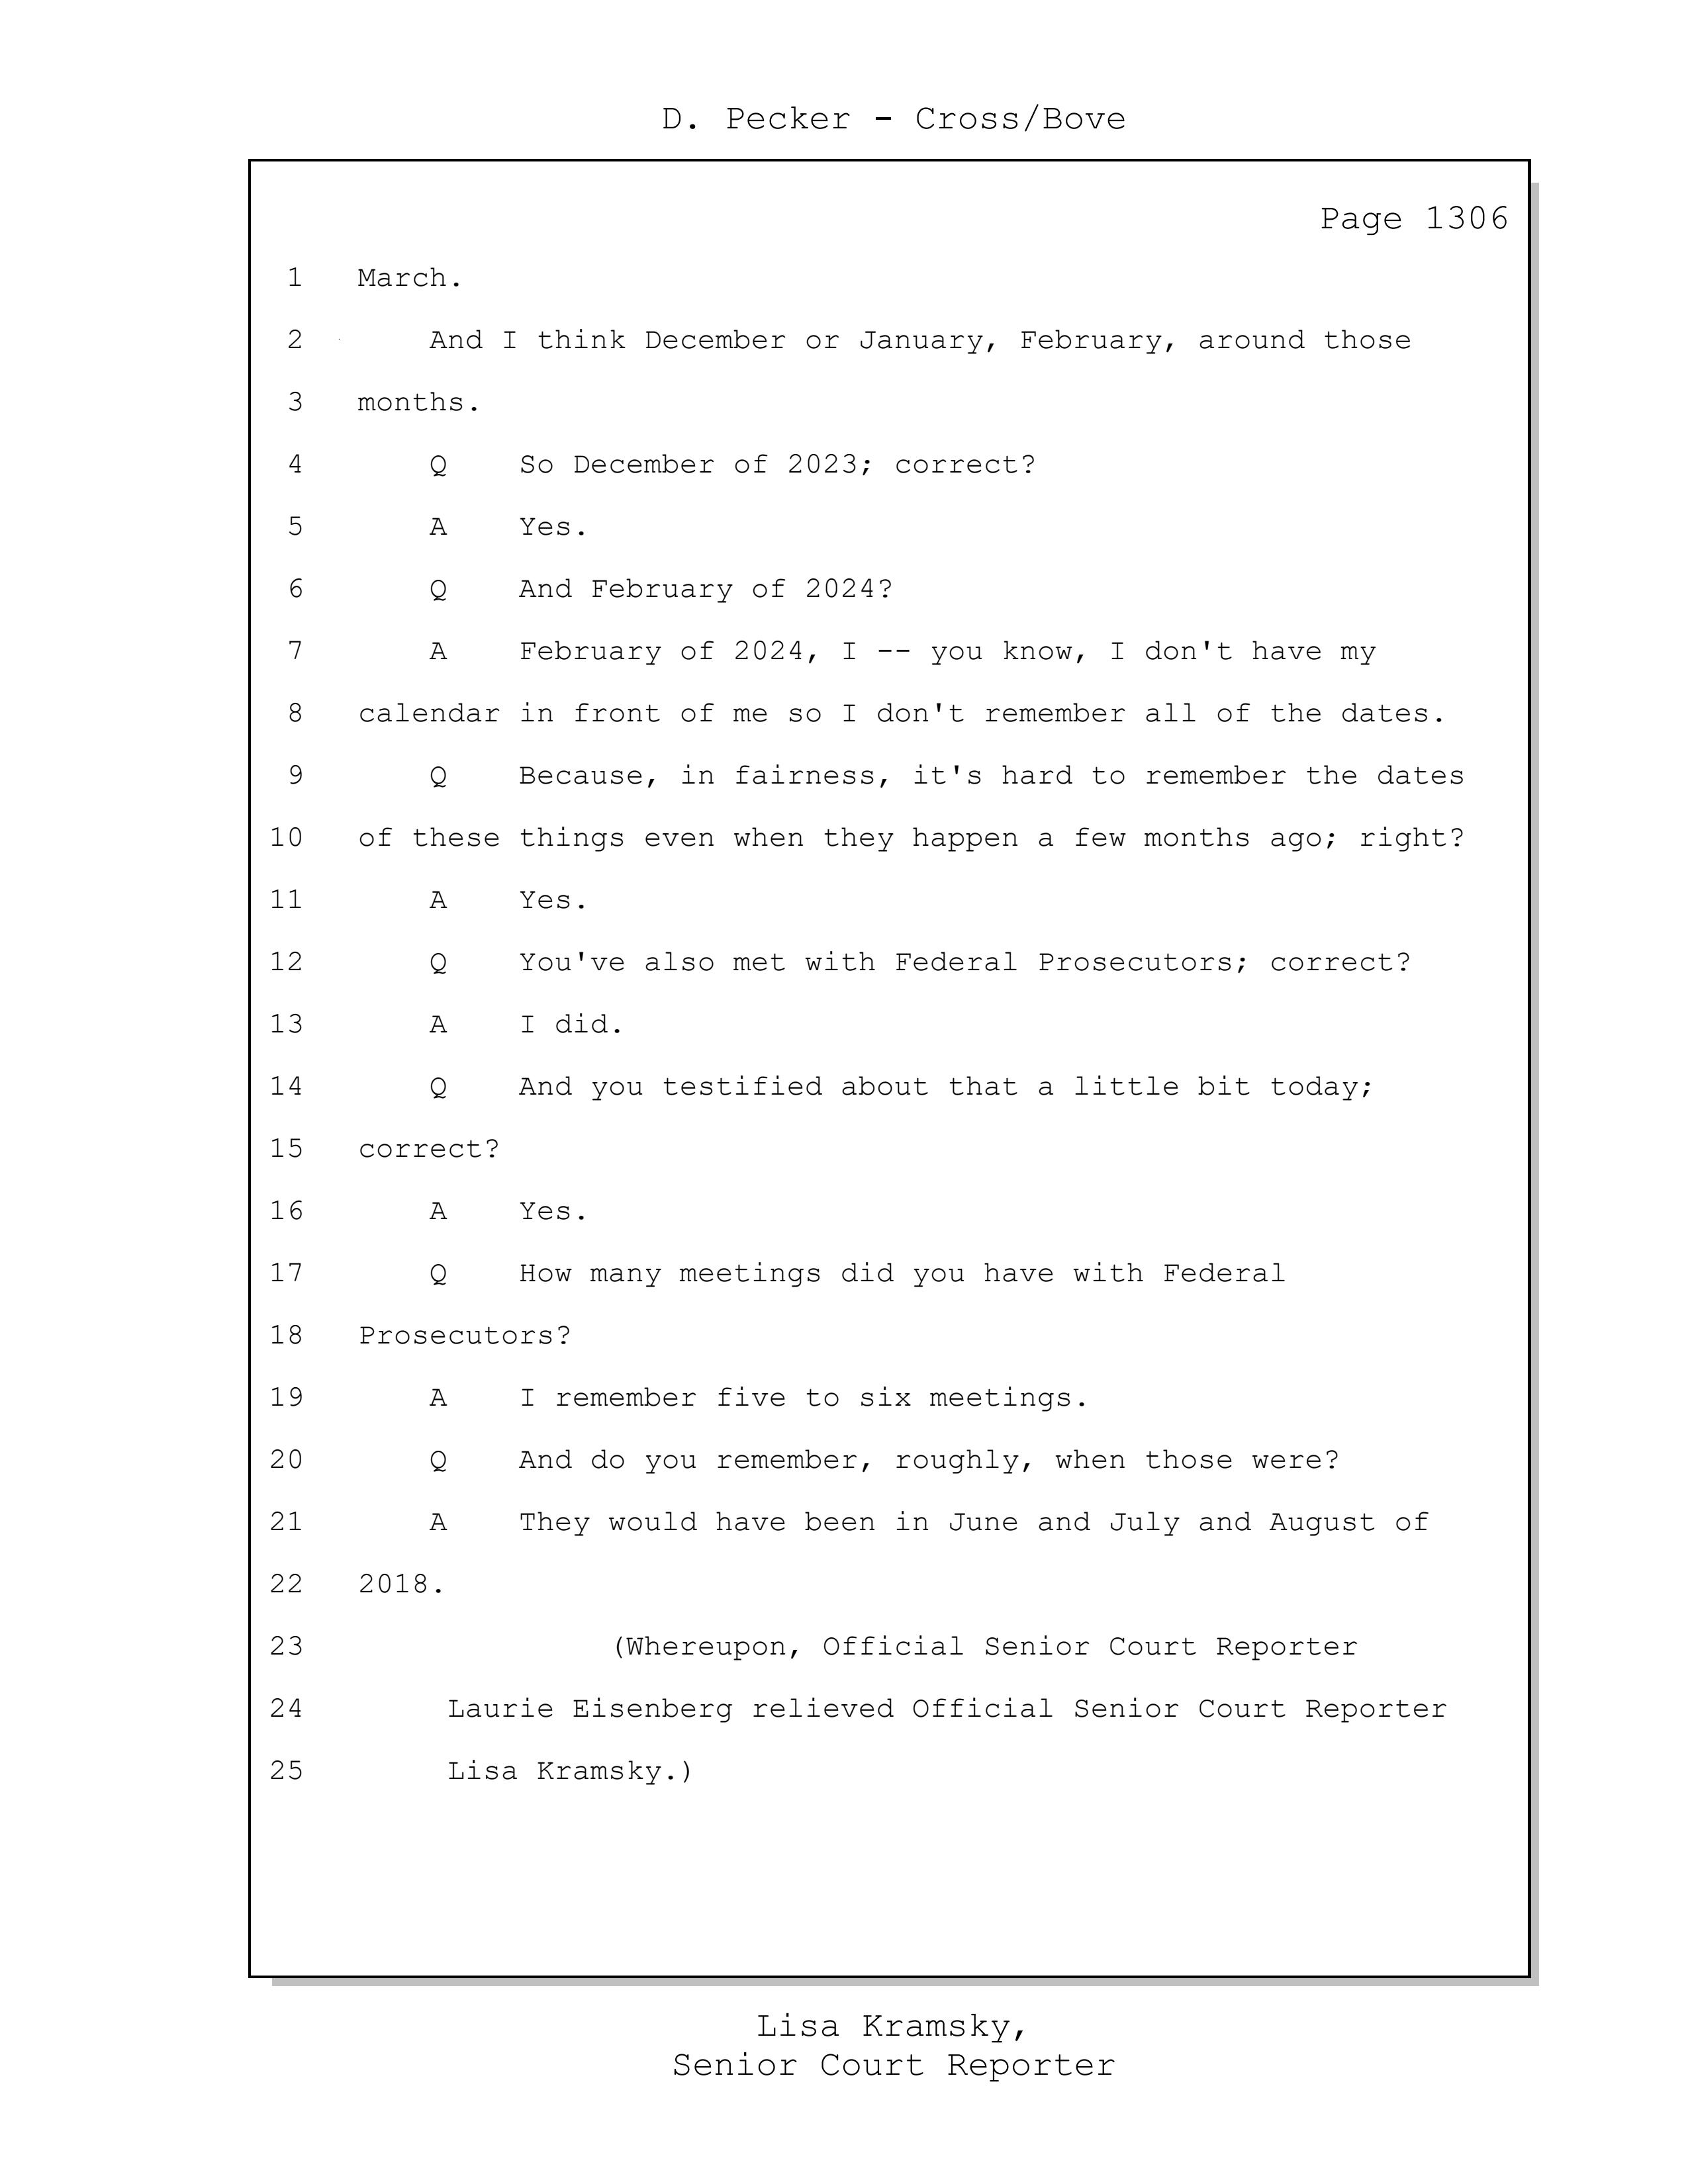 D. Pecker - Cross/Bove
Page 1306
1 March.
2 And I think December or January, February, around those
3 months.
4 Q So December of 2023; correct?
5 A Yes.
6 Q And February of 2024?
7 A February of 2024, I -- you know, I don't have my
8 calendar in front of me so I don't remember all of the dates.
9 Q Because, in fairness, it's hard to remember the dates
10 of these things even when they happen a few months ago; right?
11 A Yes.
12 Q You've also met with Federal Prosecutors; correct?
13 A I did.
14 Q And you testified about that a little bit today;
15 correct?
16 A Yes.
17 Q How many meetings did you have with Federal
18 Prosecutors?
19 A I remember five to six meetings.
20 Q And do you remember, roughly, when those were?
21 A They would have been in June and July and August of
22 2018.
23 (Whereupon, Official Senior Court Reporter
24 Laurie Eisenberg relieved Official Senior Court Reporter
25 Lisa Kramsky.)
Lisa Kramsky,
Senior Court Reporter